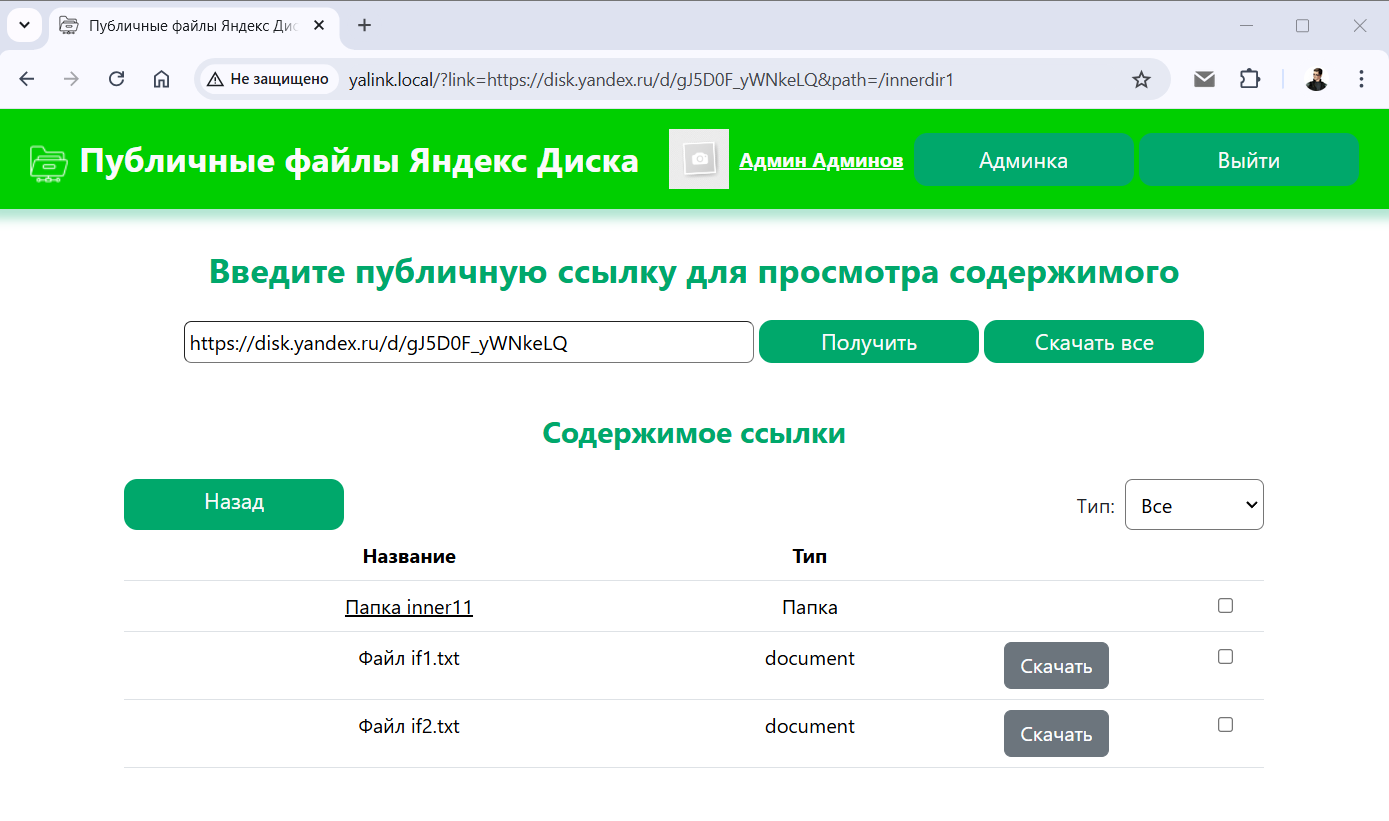 Публичные файлы Яндекс Дис
Не защищено
yalink.local/?link=https://disk.yandex.ru/d/gJ5D0F_yWNkeLQ&path=/innerdir1
Публичные файлы Яндекс Диска
Админ Админов
Админка
Выйти
Введите публичную ссылку для просмотра содержимого
https://disk.yandex.ru/d/gJ5D0F_yWNkeLQ
Получить
Скачать все
Содержимое ссылки
Назад
Тип:
Все
Название Тип
Папка inner11 Папка
Файл if1.txt document Скачать
Файл if2.txt document Скачать